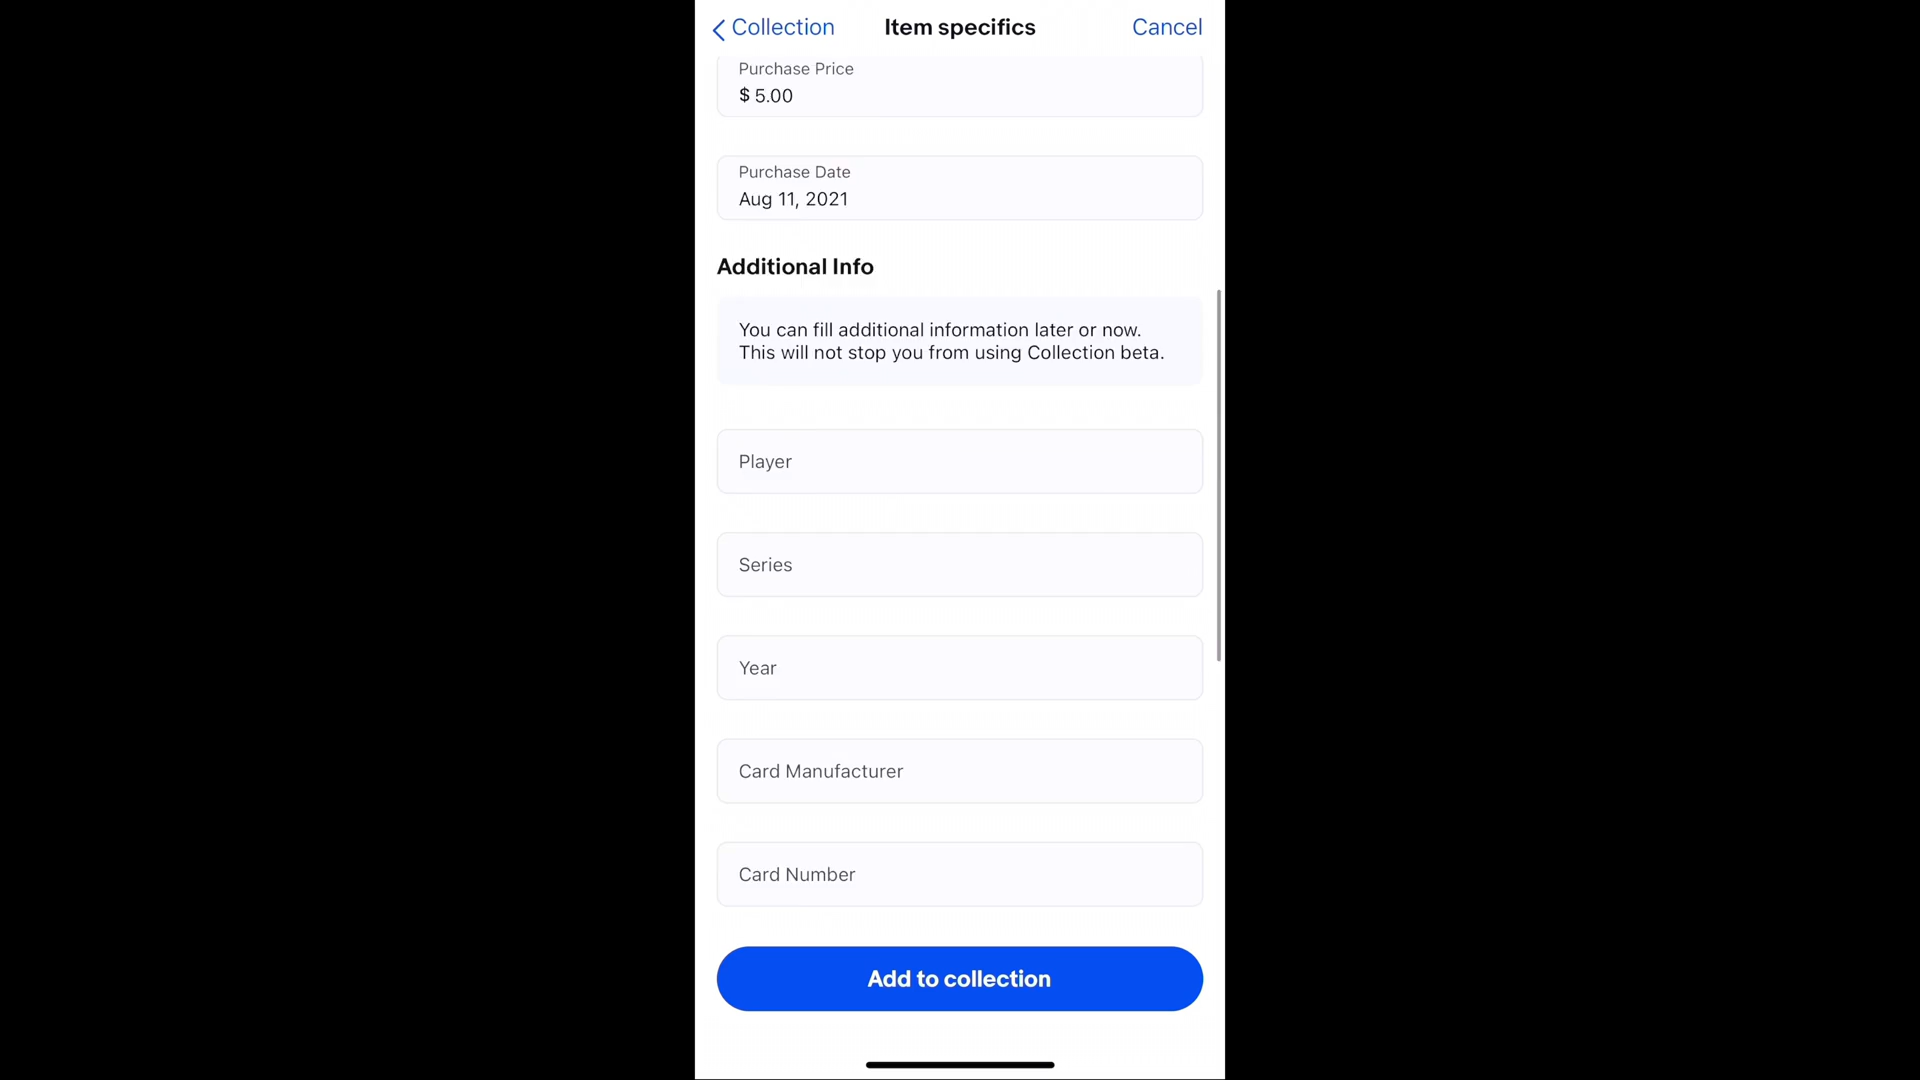 Collection
Item specifics
Cancel
Purchase Price
$ 5.00
Purchase Date
Aug 11, 2021
Additional Info
You can fill additional information later or now.
This will not stop you from using Collection beta.
Player
Series
Year
Card Manufacturer
Card Number
Add to collection